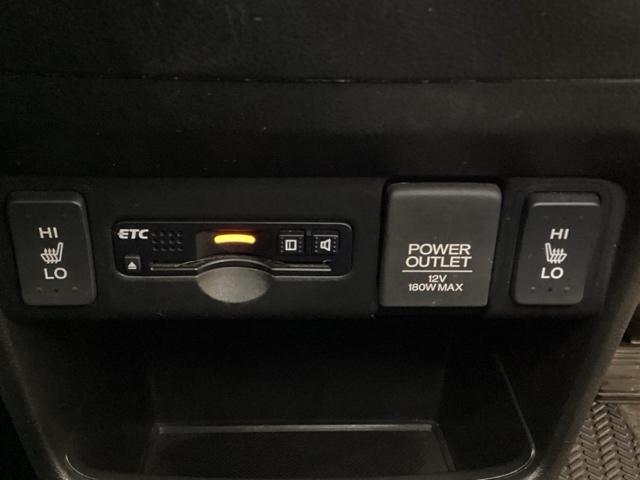 HI
LO
ETC
POWER
OUTLET
12V
180W MAX
HI
LO